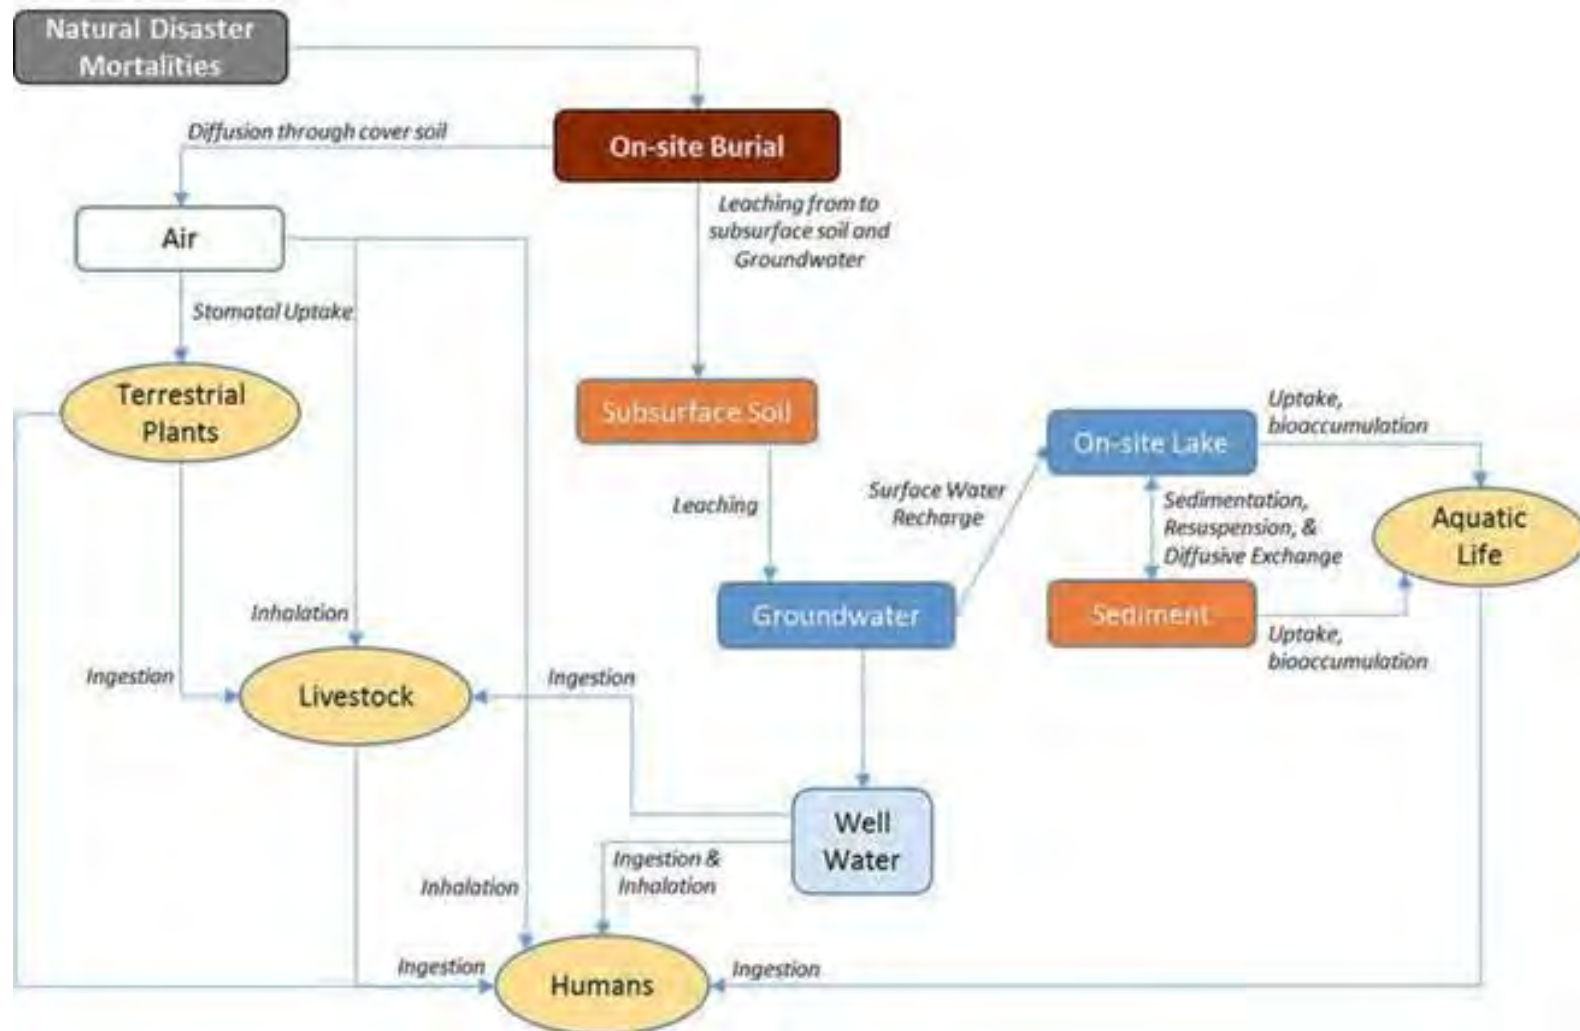 Natural Disaster
Mortalities
Diffusion through cover soil
On-site Burial
Leaching from to
subsurface soil and
Groundwater
Air
Stomatal Uptake
Terrestrial
Plants
Subsurface Soil
Uptake,
bioaccumulation
On-site Lake
Leaching
Surface Water
Recharge
Sedimentation,
Resuspension, &
Diffusive Exchange
Aquatic
Life
Inhalation
Groundwater
Sediment
Uptake,
bioaccumulation
Ingestion
Livestock
Ingestion
Well
Water
Ingestion &
Inhalation
Inhalation
Ingestion
Humans
Ingestion